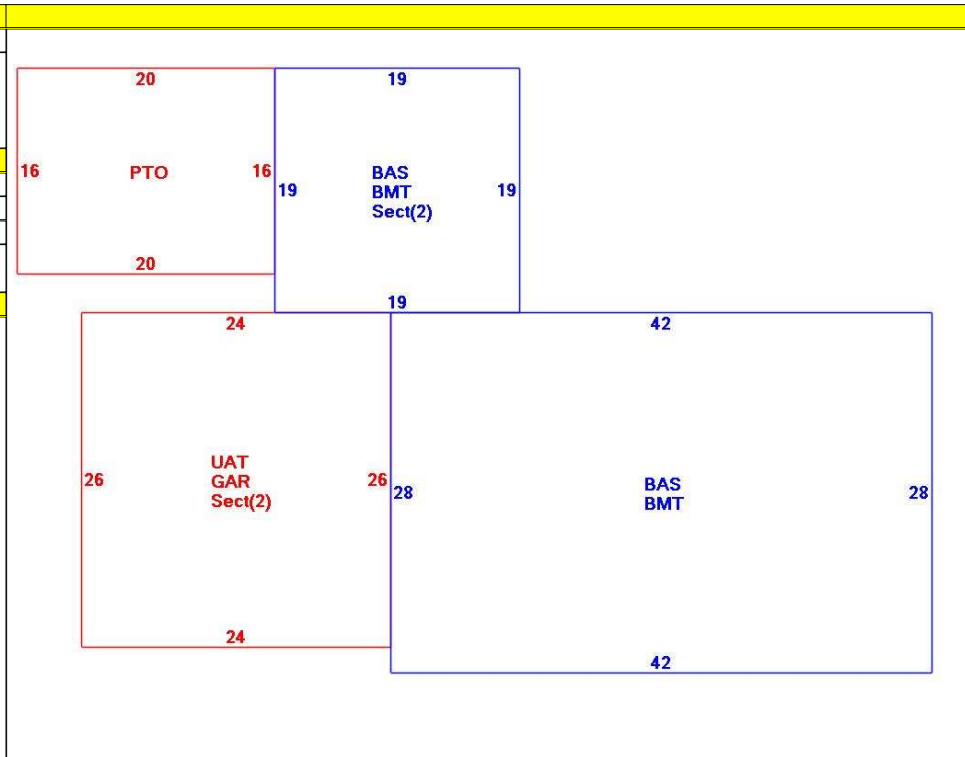 20
19
16
PTO
16
BAS
BMT
Sect(2)
19
19
20
19
24
42
UAT
GAR
Sect(2)
26
26
28
BAS
BMT
28
24
42